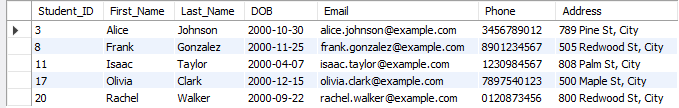 Student_ID First_Name Last_Name DOB Email Phone Address
3 Alice Johnson 2000-10-30 alice.johnson@example.com 3456789012 789 Pine St, City
8 Frank Gonzalez 2000-11-25 frank.gonzalez@example.com 8901234567 505 Redwood St, City
11 Isaac Taylor 2000-04-07 isaac.taylor@example.com 1230984567 808 Palm St, City
17 Olivia Clark 2000-12-15 olivia.clark@example.com 7897540123 500 Maple St, City
20 Rachel Walker 2000-09-22 rachel.walker@example.com 0120873456 800 Redwood St, City